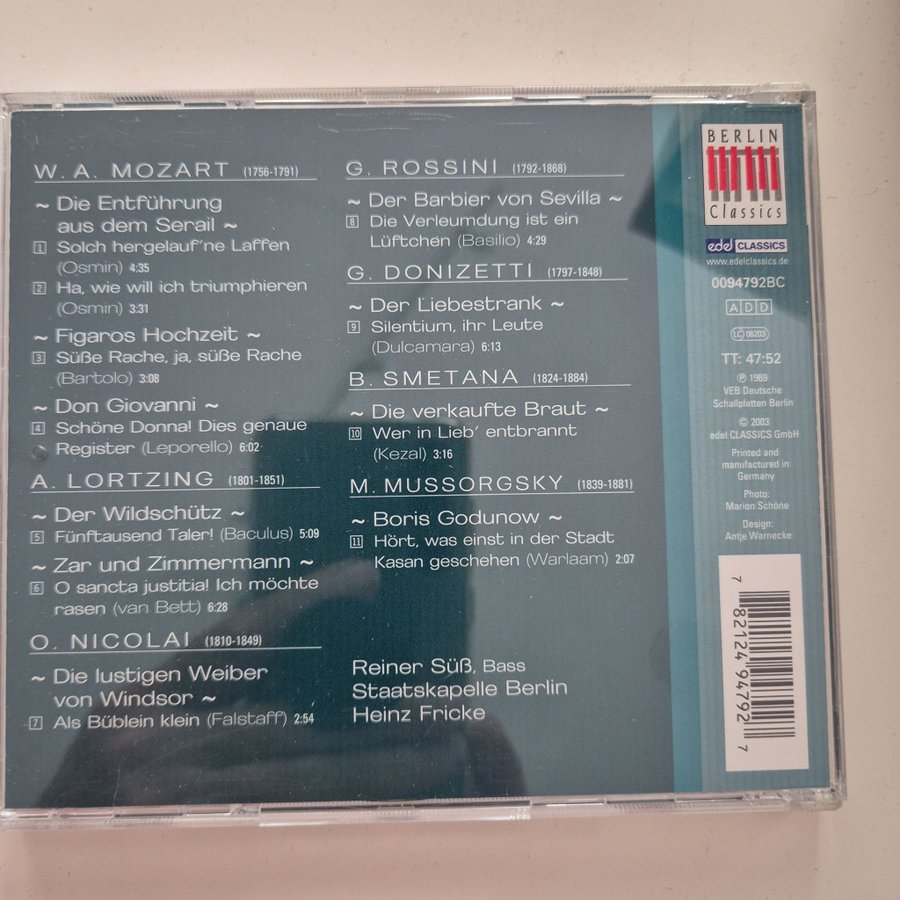 W. A. MOZART (1756-1791)
~ Die Entführung
aus dem Serail ~
1 Solch hergelauf'ne Laffen
(Osmin) 4:35
2 Ha, wie will ich triumphieren
(Osmin) 3:31
~ Figaros Hochzeit ~
3 Süße Rache, ja, süße Rache
(Bartolo) 3:08
~ Don Giovanni ~
4 Schöne Donna! Dies genaue
Register (Leporello) 6:02
A. LORTZING (1801-1851)
~ Der Wildschütz ~
5 Fünftausend Taler! (Baculus) 5:09
~ Zar und Zimmermann ~
6 O sancta justitia! Ich möchte
rasen (van Bett) 6:28
O. NICOLAI (1810-1849)
~ Die lustigen Weiber
von Windsor ~
7 Als Büblein klein (Falstaff) 2:54
G. ROSSINI (1792-1868)
~ Der Barbier von Sevilla ~
8 Die Verleumdung ist ein
Lüftchen (Basilio) 4:29
G. DONIZETTI (1797-1848)
~ Der Liebestrank ~
9 Silentium, ihr Leute
(Dulcamara) 6:13
B. SMETANA (1824-1884)
~ Die verkaufte Braut ~
10 Wer in Lieb' entbrannt
(Kezal) 3:16
M. MUSSORGSKY (1839-1881)
~ Boris Godunow ~
11 Hört, was einst in der Stadt
Kasan geschehen (Warlaam) 2:07
Reiner Süß, Bass
Staatskapelle Berlin
Heinz Fricke
BERLIN
Classics
edel CLASSICS
www.edelclassics.de
0094792BC
ADD
LC 06203
TT: 47:52
℗ 1969
VEB Deutsche
Schallplatten Berlin
© 2003
edel CLASSICS GmbH
Printed and
manufactured in
Germany
Photo:
Marion Schöne
Design:
Antje Warnecke
7 82124 94792 7